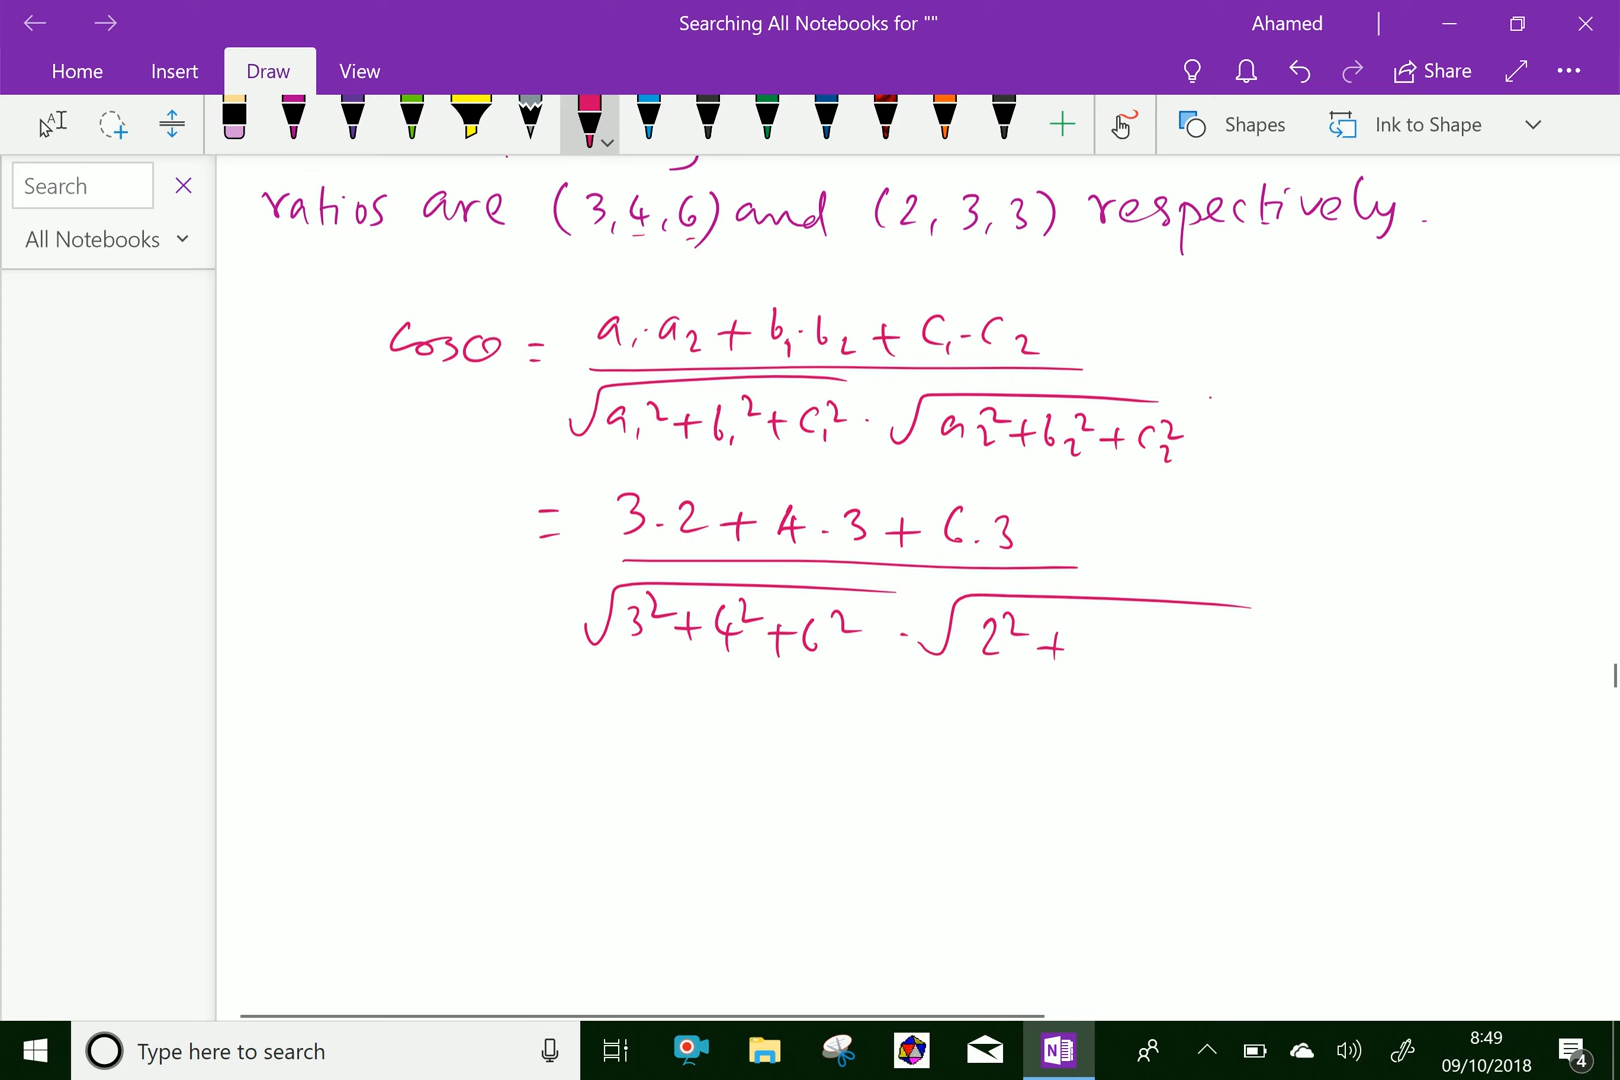 Searching All Notebooks for ""
Ahamed
Home
Insert
Draw
View
Share
Shapes
Ink to Shape
Search
All Notebooks
ratios are (3,4,6) and (2,3,3) respectively.
Cosθ = a₁·a₂ + b₁·b₂ + c₁·c₂
√a₁²+b₁²+c₁² · √a₂²+b₂²+c₂²
= 3.2 + 4.3 + 6.3
√3²+4²+6² · √2²+
Type here to search
8:49
09/10/2018
4